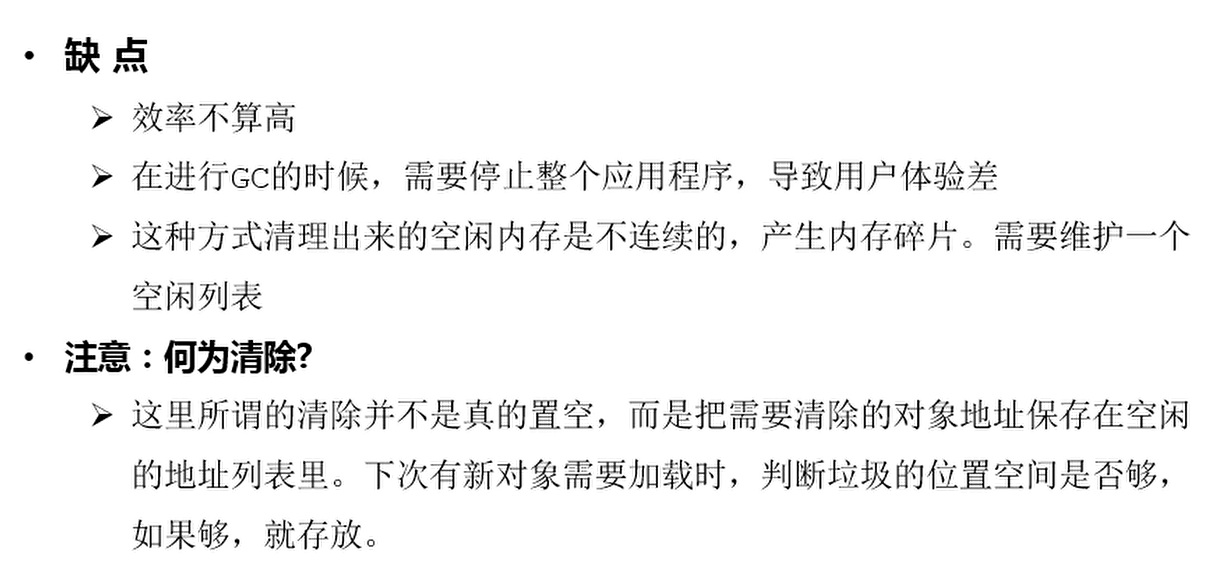 • 缺 点
➢ 效率不算高
➢ 在进行GC的时候，需要停止整个应用程序，导致用户体验差
➢ 这种方式清理出来的空闲内存是不连续的，产生内存碎片。需要维护一个
空闲列表
• 注意：何为清除？
➢ 这里所谓的清除并不是真的置空，而是把需要清除的对象地址保存在空闲
的地址列表里。下次有新对象需要加载时，判断垃圾的位置空间是否够，
如果够，就存放。